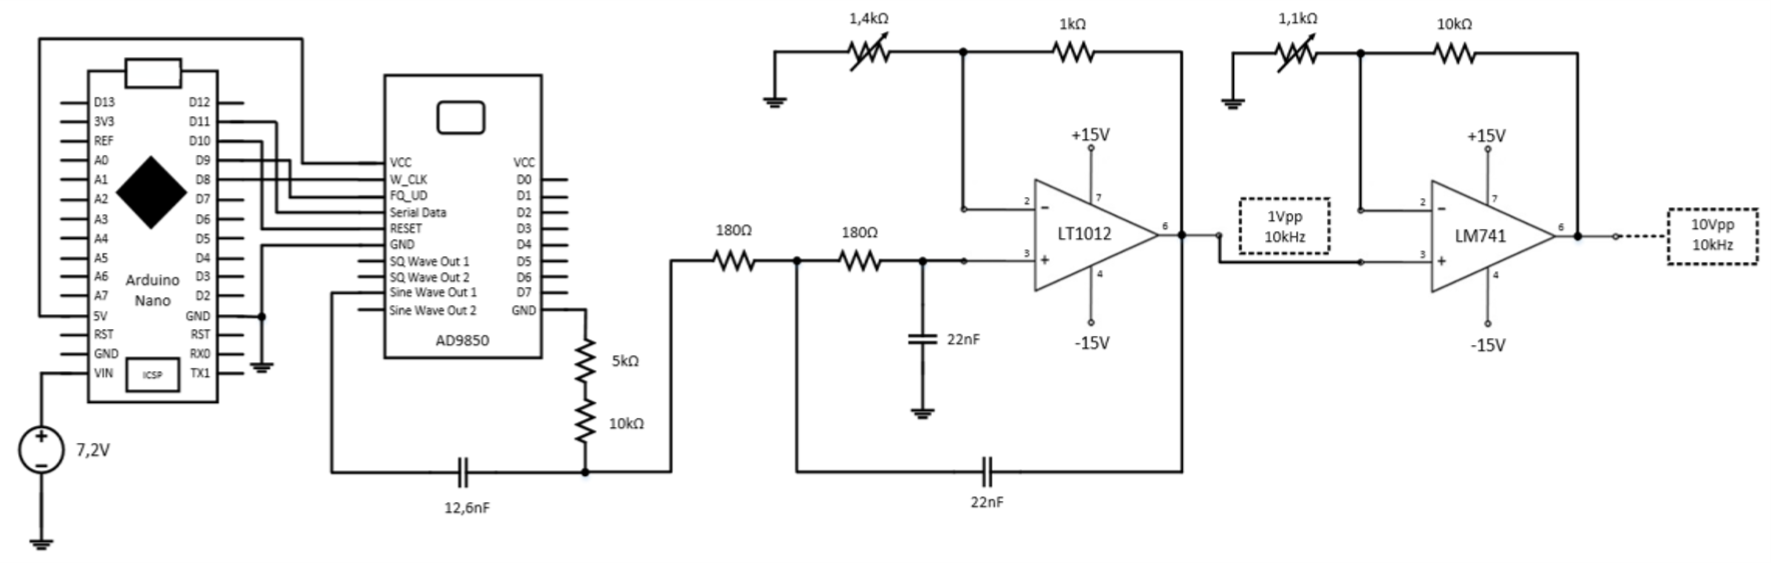 D13
3V3
REF
A0
A1
A2
A3
A4
A5
A6
A7
5V
RST
GND
VIN
D12
D11
D10
D9
D8
D7
D6
D5
D4
D3
D2
GND
RST
RX0
TX1
Arduino
Nano
ICSP
+
−
7,2V
VCC
W_CLK
FQ_UD
Serial Data
RESET
GND
SQ Wave Out 1
SQ Wave Out 2
Sine Wave Out 1
Sine Wave Out 2
VCC
D0
D1
D2
D3
D4
D5
D6
D7
GND
AD9850
5kΩ
10kΩ
12,6nF
180Ω
180Ω
22nF
22nF
1,4kΩ
1kΩ
+15V
7
2
−
LT1012
6
3
+
4
-15V
1Vpp
10kHz
1,1kΩ
10kΩ
+15V
7
2
−
LM741
6
3
+
4
-15V
10Vpp
10kHz